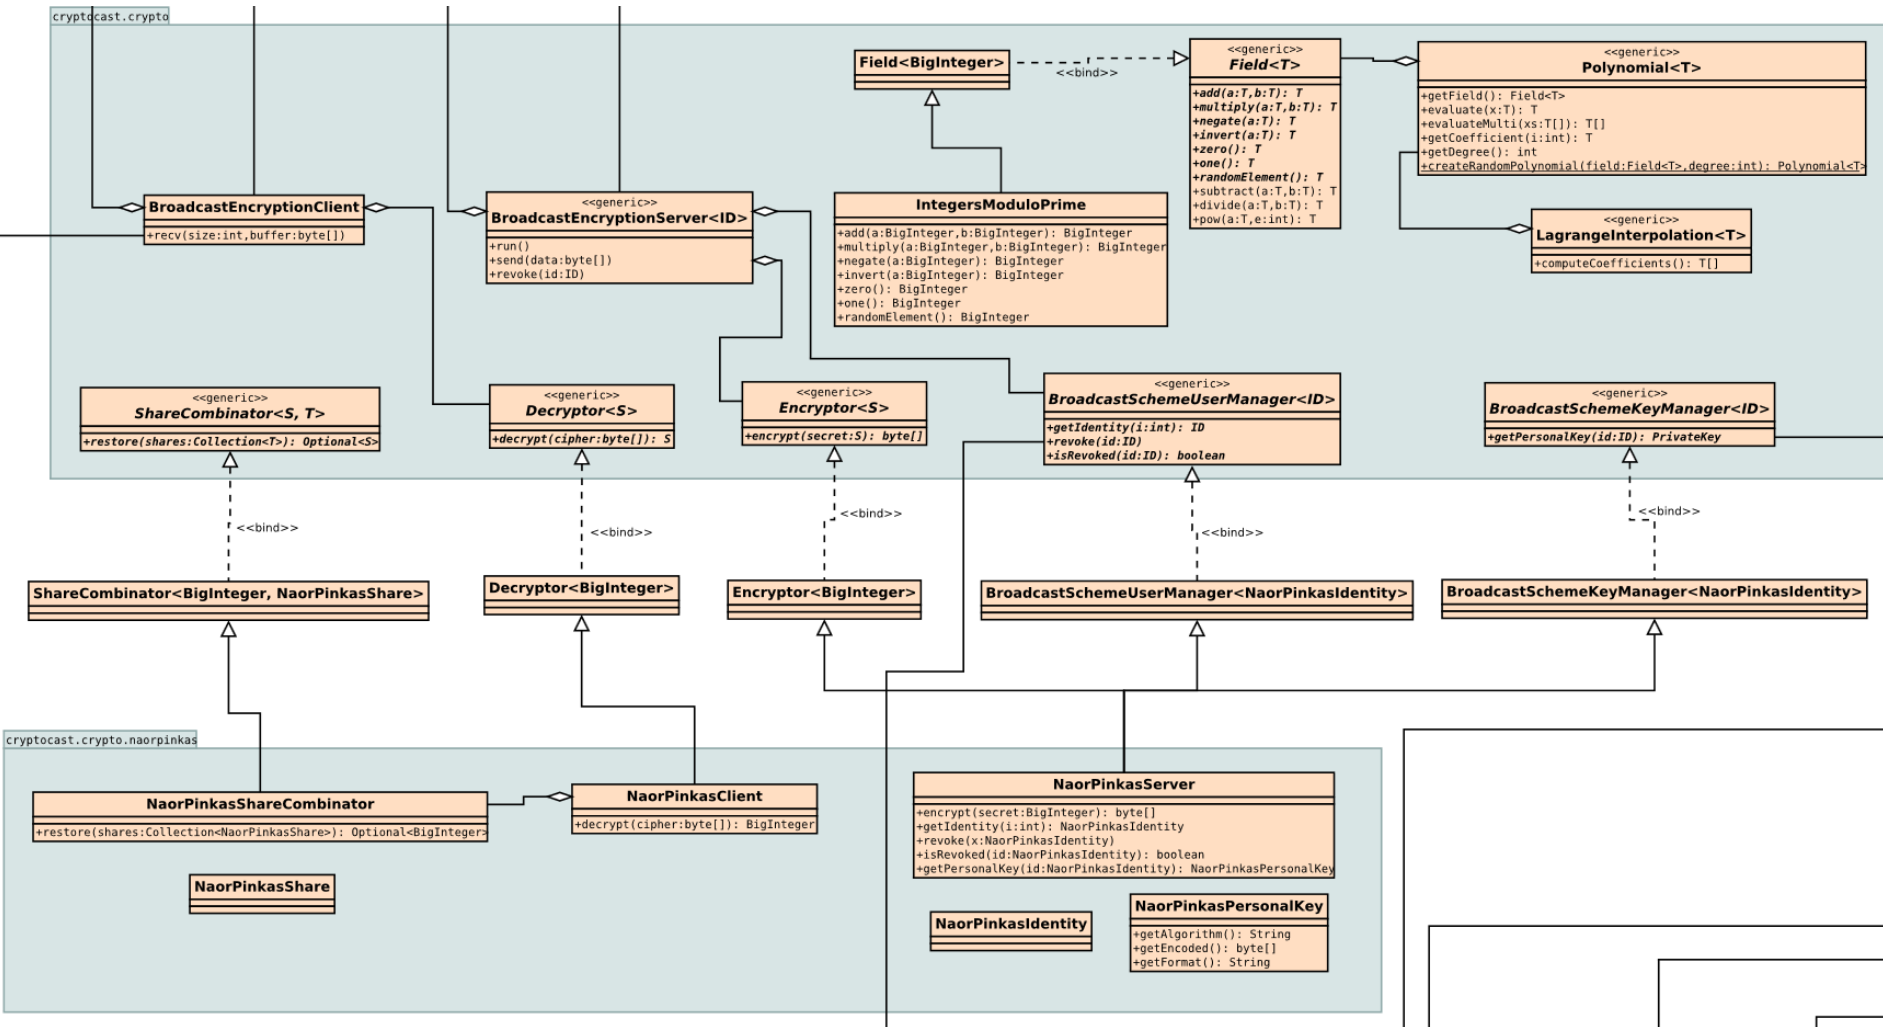 cryptocast.crypto
Field<BigInteger>
<<bind>>
<<generic>>
Field<T>
+add(a:T,b:T): T
+multiply(a:T,b:T): T
+negate(a:T): T
+invert(a:T): T
+zero(): T
+one(): T
+randomElement(): T
+subtract(a:T,b:T): T
+divide(a:T,b:T): T
+pow(a:T,e:int): T
<<generic>>
Polynomial<T>
+getField(): Field<T>
+evaluate(x:T): T
+evaluateMulti(xs:T[]): T[]
+getCoefficient(i:int): T
+getDegree(): int
+createRandomPolynomial(field:Field<T>,degree:int): Polynomial<T>
BroadcastEncryptionClient
+recv(size:int,buffer:byte[])
<<generic>>
BroadcastEncryptionServer<ID>
+run()
+send(data:byte[])
+revoke(id:ID)
IntegersModuloPrime
+add(a:BigInteger,b:BigInteger): BigInteger
+multiply(a:BigInteger,b:BigInteger): BigInteger
+negate(a:BigInteger): BigInteger
+invert(a:BigInteger): BigInteger
+zero(): BigInteger
+one(): BigInteger
+randomElement(): BigInteger
<<generic>>
LagrangeInterpolation<T>
+computeCoefficients(): T[]
<<generic>>
ShareCombinator<S, T>
+restore(shares:Collection<T>): Optional<S>
<<generic>>
Decryptor<S>
+decrypt(cipher:byte[]): S
<<generic>>
Encryptor<S>
+encrypt(secret:S): byte[]
<<generic>>
BroadcastSchemeUserManager<ID>
+getIdentity(i:int): ID
+revoke(id:ID)
+isRevoked(id:ID): boolean
<<generic>>
BroadcastSchemeKeyManager<ID>
+getPersonalKey(id:ID): PrivateKey
<<bind>>
<<bind>>
<<bind>>
<<bind>>
<<bind>>
ShareCombinator<BigInteger, NaorPinkasShare>
Decryptor<BigInteger>
Encryptor<BigInteger>
BroadcastSchemeUserManager<NaorPinkasIdentity>
BroadcastSchemeKeyManager<NaorPinkasIdentity>
cryptocast.crypto.naorpinkas
NaorPinkasShareCombinator
+restore(shares:Collection<NaorPinkasShare>): Optional<BigInteger>
NaorPinkasClient
+decrypt(cipher:byte[]): BigInteger
NaorPinkasServer
+encrypt(secret:BigInteger): byte[]
+getIdentity(i:int): NaorPinkasIdentity
+revoke(x:NaorPinkasIdentity)
+isRevoked(id:NaorPinkasIdentity): boolean
+getPersonalKey(id:NaorPinkasIdentity): NaorPinkasPersonalKey
NaorPinkasShare
NaorPinkasIdentity
NaorPinkasPersonalKey
+getAlgorithm(): String
+getEncoded(): byte[]
+getFormat(): String